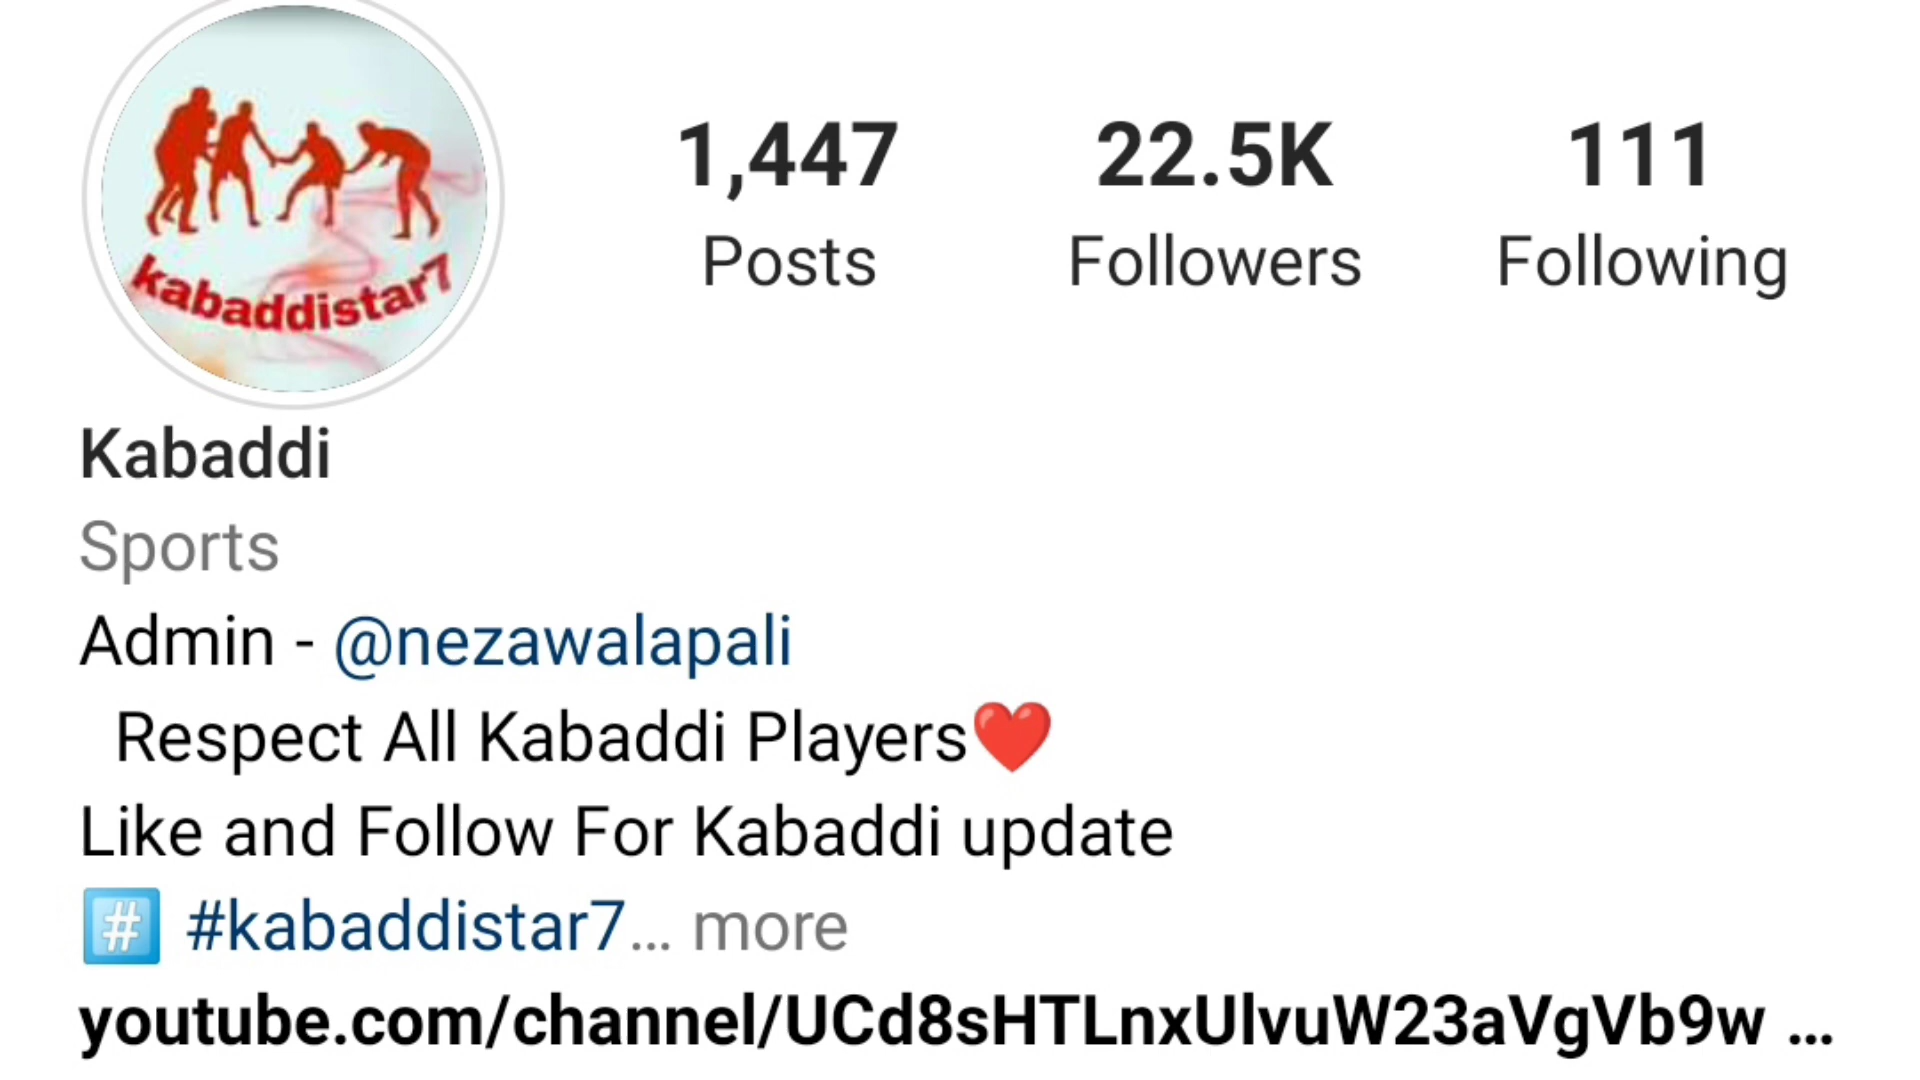 kabaddistar7
1,447 22.5K 111
Posts Followers Following
Kabaddi
Sports
Admin - @nezawalapali
Respect All Kabaddi Players❤️
Like and Follow For Kabaddi update
#️⃣ #kabaddistar7... more
youtube.com/channel/UCd8sHTLnxUlvuW23aVgVb9w ...